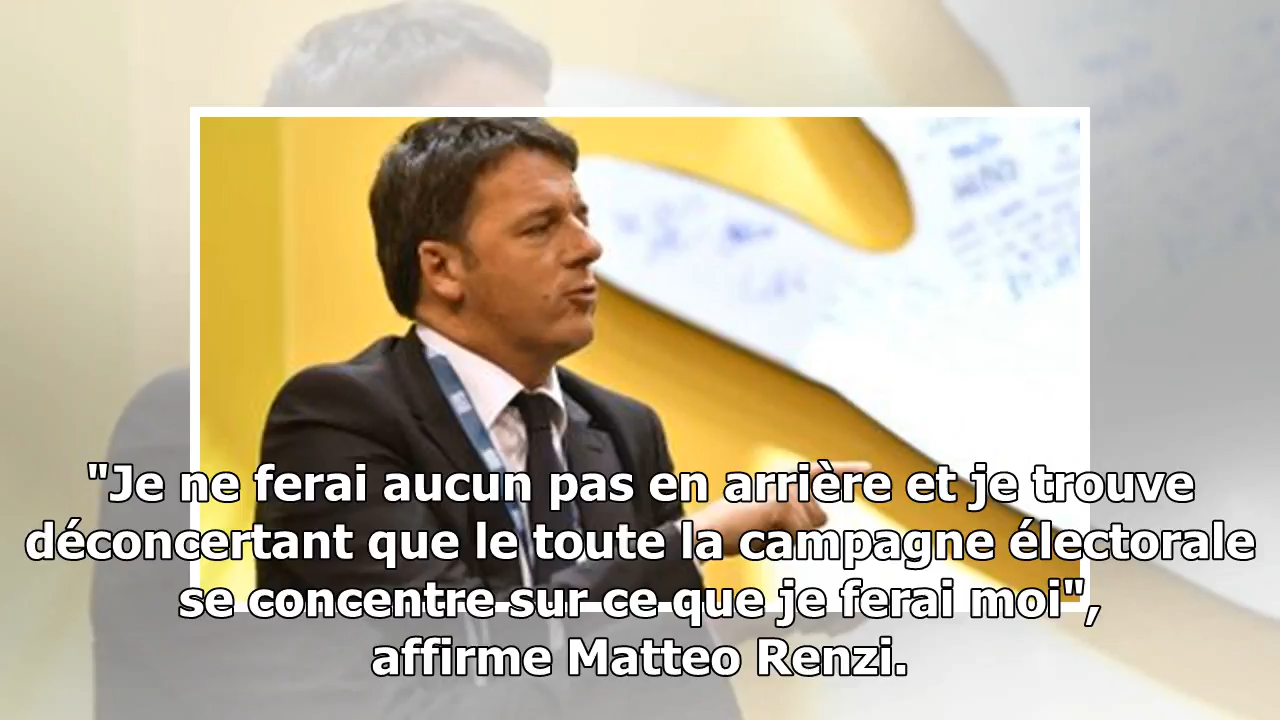 "Je ne ferai aucun pas en arrière et je trouve
déconcertant que le toute la campagne électorale
se concentre sur ce que je ferai moi",
affirme Matteo Renzi.